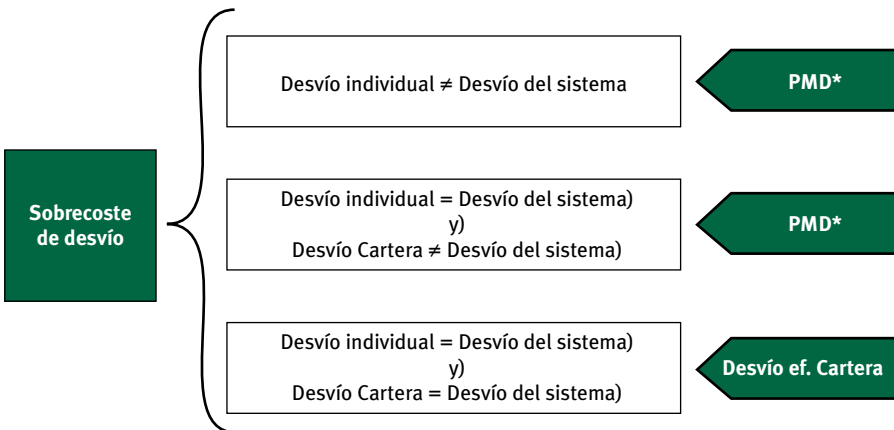 Sobrecoste
de desvío
Desvío individual ≠ Desvío del sistema
PMD*
Desvío individual = Desvío del sistema)
y)
Desvío Cartera ≠ Desvío del sistema)
PMD*
Desvío individual = Desvío del sistema)
y)
Desvío Cartera = Desvío del sistema)
Desvío ef. Cartera